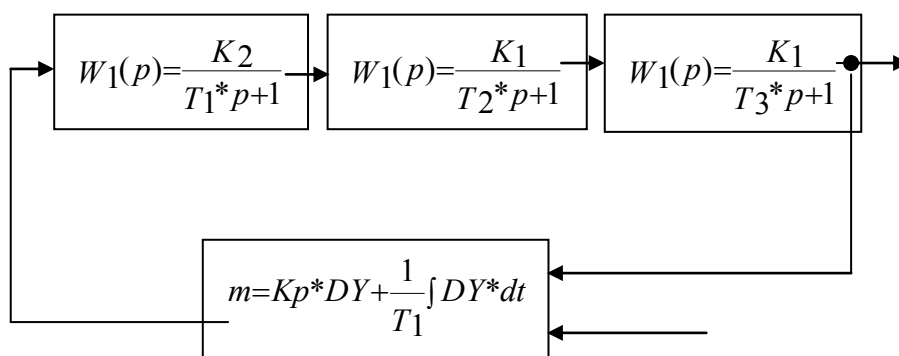 W1(p)=K2/(T1*p+1)
W1(p)=K1/(T2*p+1)
W1(p)=K1/(T3*p+1)
m=Kp*DY+1/T1∫DY*dt